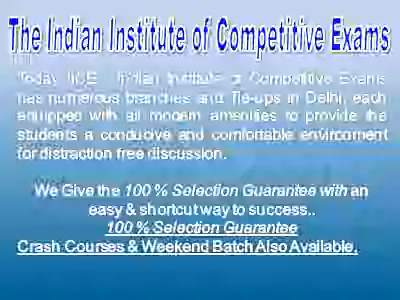 The Indian Institute of Competitive Exams
Today IICE - Indian Institute of Competitive Exams
has numerous branches and Tie-ups in Delhi, each
equipped with all modern amenities to provide the
students a conducive and comfortable environment
for distraction free discussion.
We Give the 100 % Selection Guarantee with an
easy & shortcut way to success..
100 % Selection Guarantee
Crash Courses & Weekend Batch Also Available.